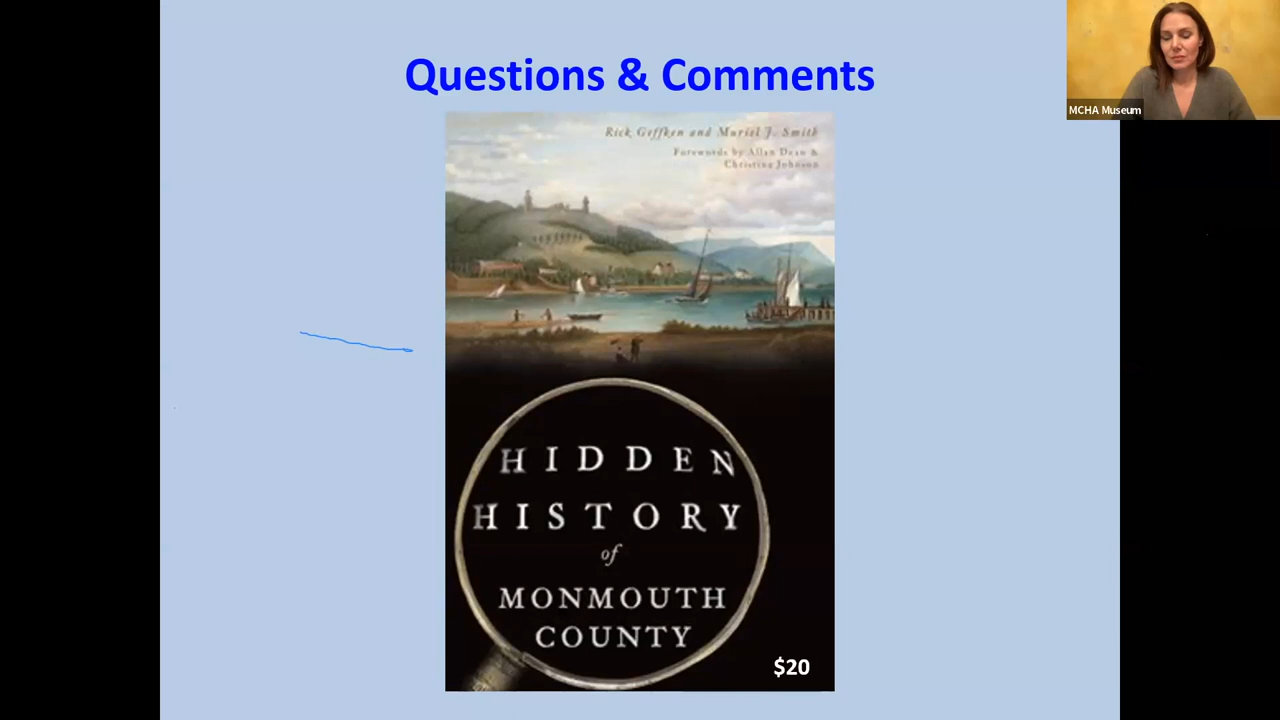 Questions & Comments
MCHA Museum
Rick Geffken and Muriel J. Smith
Forewords by Allan Dean &
Christine Johnson
HIDDEN
HISTORY
of
MONMOUTH
COUNTY
$20